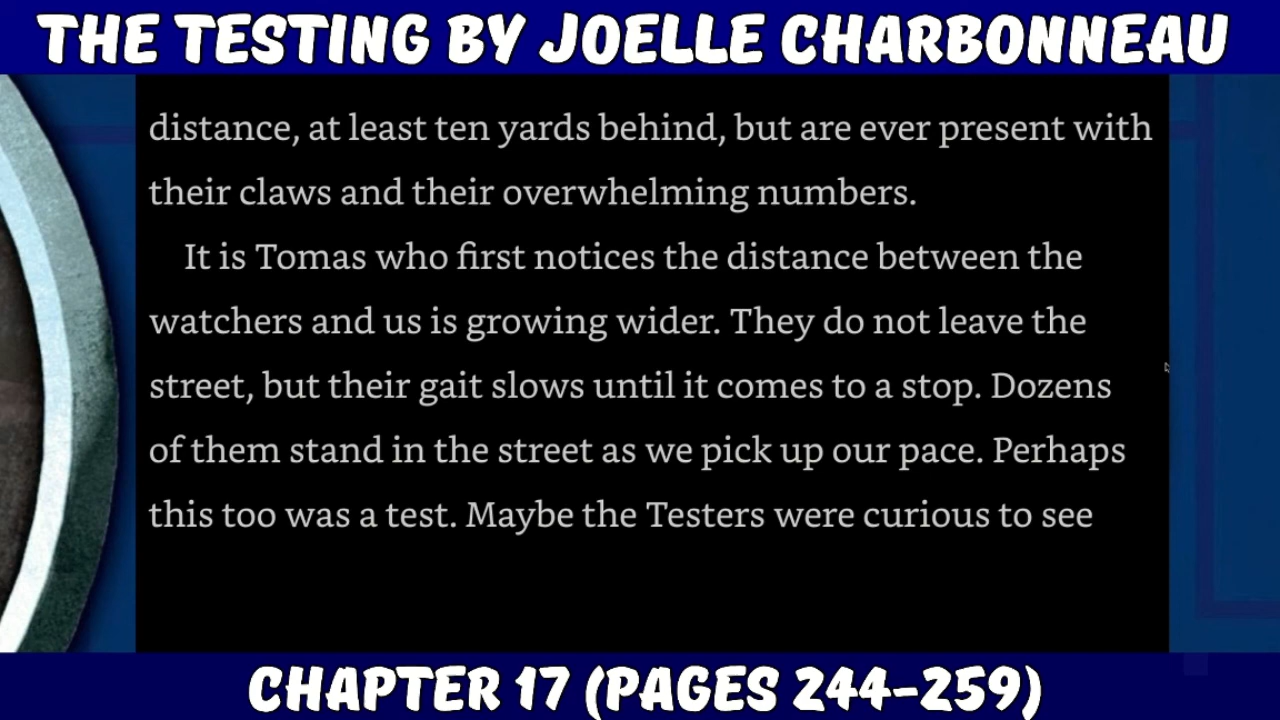 THE TESTING BY JOELLE CHARBONNEAU
distance, at least ten yards behind, but are ever present with
their claws and their overwhelming numbers.
It is Tomas who first notices the distance between the
watchers and us is growing wider. They do not leave the
street, but their gait slows until it comes to a stop. Dozens
of them stand in the street as we pick up our pace. Perhaps
this too was a test. Maybe the Testers were curious to see
CHAPTER 17 (PAGES 244-259)